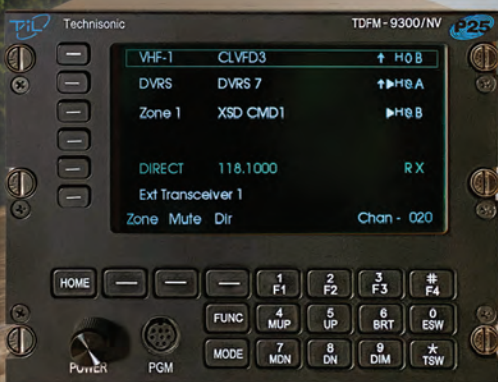 TiL Technisonic TDFM-9300/NV P25
VHF-1 CLVFD3 H0B
DVRS DVRS 7 H0A
Zone 1 XSD CMD1 H0B
DIRECT 118.1000 RX
Ext Transceiver 1
Zone Mute Dir Chan - 020
HOME 1 F1 2 F2 3 F3 # F4
FUNC 4 MUP 5 UP 6 BRT 0 ESW
MODE 7 MDN 8 DN 9 DIM * TSW
POWER PGM